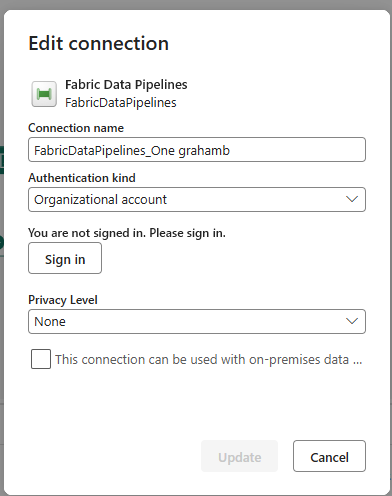 Edit connection
Fabric Data Pipelines
FabricDataPipelines
Connection name
FabricDataPipelines_One grahamb
Authentication kind
Organizational account
You are not signed in. Please sign in.
Sign in
Privacy Level
None
This connection can be used with on-premises data ...
Update
Cancel